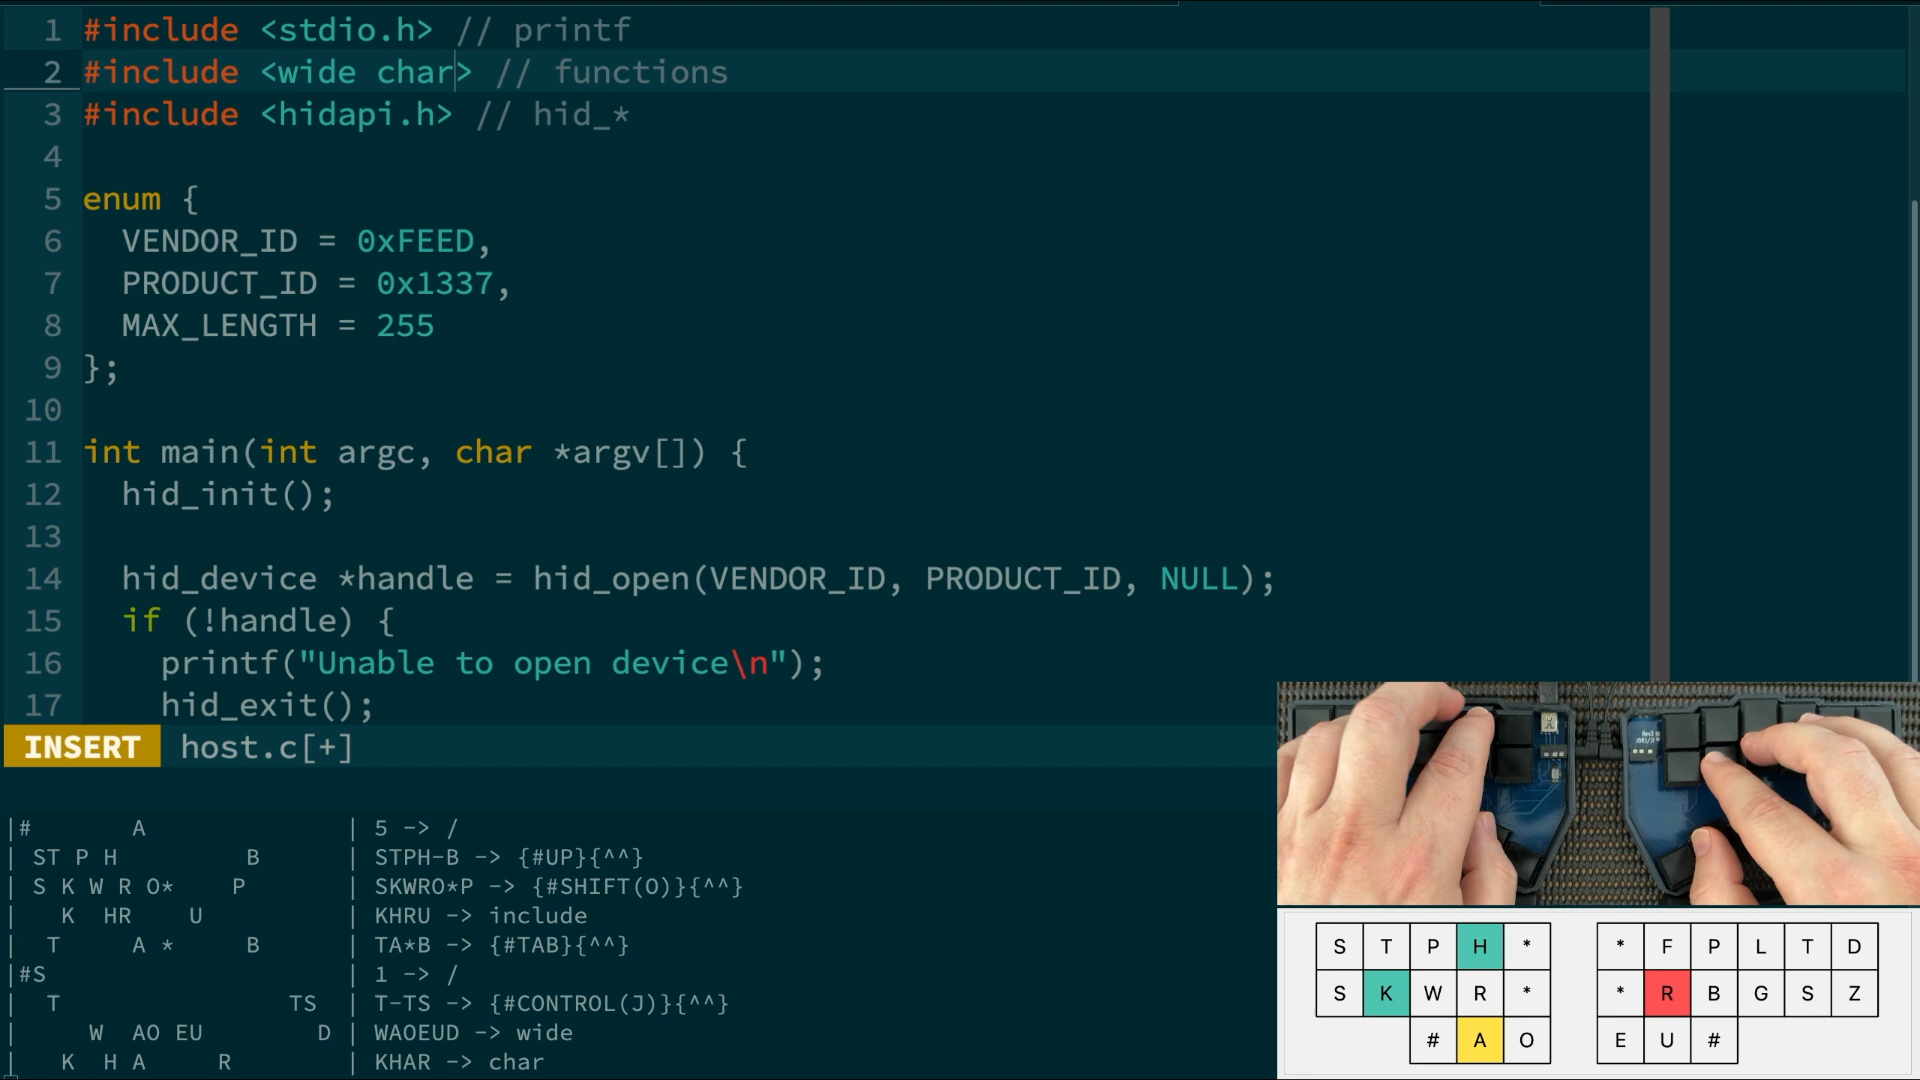 1 #include <stdio.h> // printf
2 #include <wide char> // functions
3 #include <hidapi.h> // hid_*
4
5 enum {
6 VENDOR_ID = 0xFEED,
7 PRODUCT_ID = 0x1337,
8 MAX_LENGTH = 255
9 };
10
11 int main(int argc, char *argv[]) {
12 hid_init();
13
14 hid_device *handle = hid_open(VENDOR_ID, PRODUCT_ID, NULL);
15 if (!handle) {
16 printf("Unable to open device\n");
17 hid_exit();
INSERT host.c[+]
|# A | 5 -> /
| ST P H B | STPH-B -> {#UP}{^^}
| S K W R O* P | SKWRO*P -> {#SHIFT(O)}{^^}
| K HR U | KHRU -> include
| T A * B | TA*B -> {#TAB}{^^}
|#S | 1 -> /
| T TS | T-TS -> {#CONTROL(J)}{^^}
| W AO EU D | WAOEUD -> wide
| K H A R | KHAR -> char
S T P H * * F P L T D
S K W R * * R B G S Z
# A O E U #